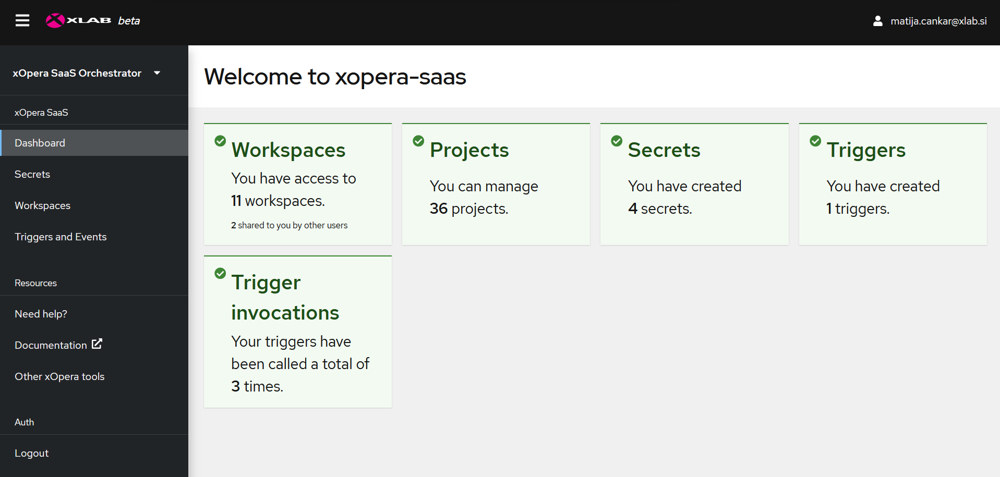 XLAB beta
matija.cankar@xlab.si
xOpera SaaS Orchestrator
xOpera SaaS
Dashboard
Secrets
Workspaces
Triggers and Events
Resources
Need help?
Documentation
Other xOpera tools
Auth
Logout
Welcome to xopera-saas
Workspaces
You have access to
11 workspaces.
2 shared to you by other users
Projects
You can manage
36 projects.
Secrets
You have created
4 secrets.
Triggers
You have created
1 triggers.
Trigger
invocations
Your triggers have
been called a total of
3 times.